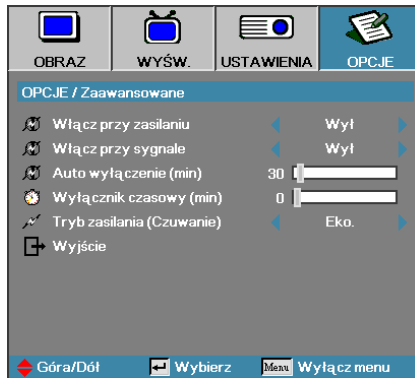 OBRAZ WYŚW. USTAWIENIA OPCJE
OPCJE / Zaawansowane
Włącz przy zasilaniu Wył
Włącz przy sygnale Wył
Auto wyłączenie (min) 30
Wyłącznik czasowy (min) 0
Tryb zasilania (Czuwanie) Eko.
Wyjście
Góra/Dół Wybierz Menu Wyłącz menu